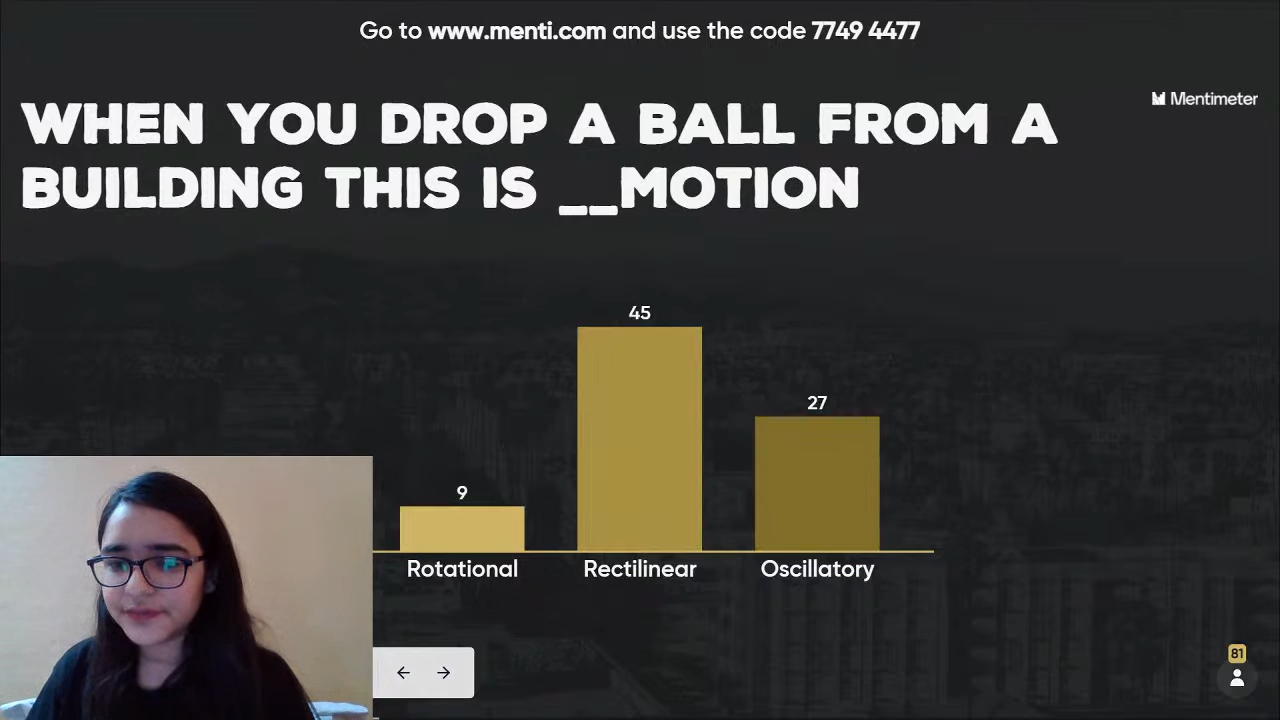 Go to www.menti.com and use the code 7749 4477
Mentimeter
WHEN YOU DROP A BALL FROM A
BUILDING THIS IS __MOTION
45
27
9
Rotational
Rectilinear
Oscillatory
81